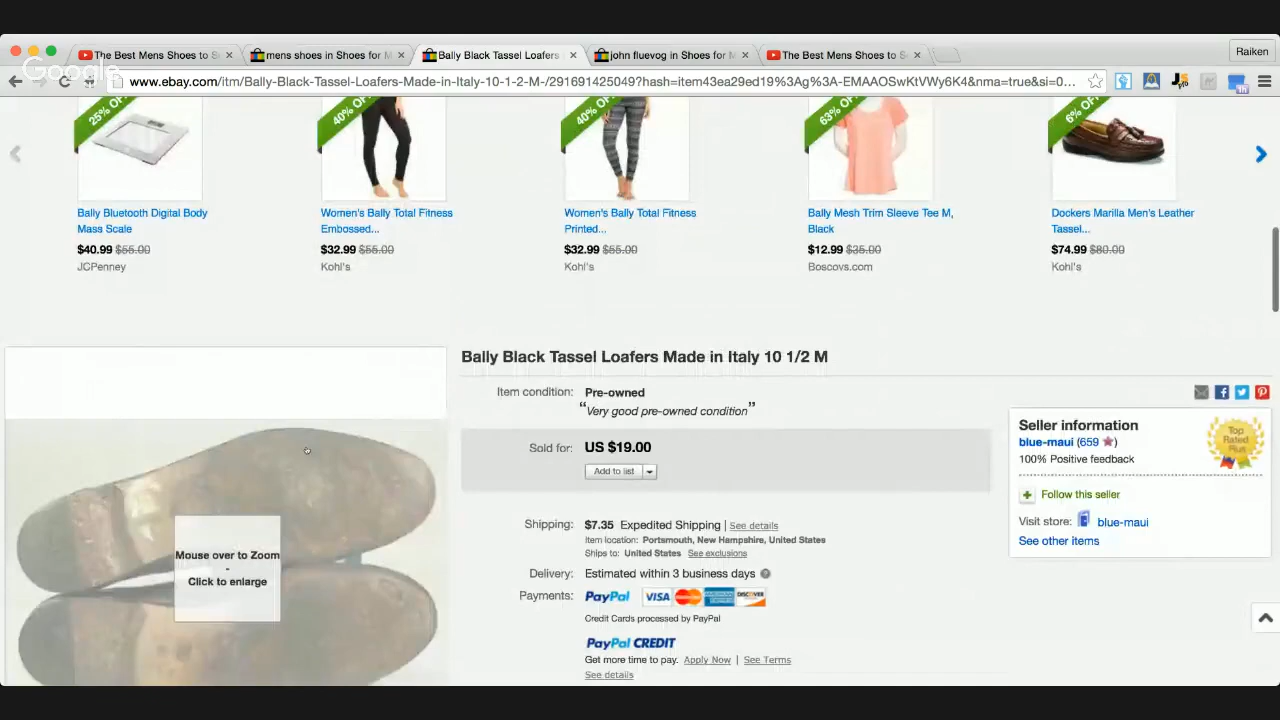 The Best Mens Shoes to S
mens shoes in Shoes for M
Bally Black Tassel Loafers
john fluevog in Shoes for M
The Best Mens Shoes to S
Raiken
Google
www.ebay.com/itm/Bally-Black-Tassel-Loafers-Made-in-Italy-10-1-2-M-/291691425049?hash=item43ea29ed19%3Ag%3A-EMAAOSwKtVWy6K4&nma=true&si=0...
25% OFF
40% OFF
40% OFF
63% OFF
6% OFF
Bally Bluetooth Digital Body
Mass Scale
$40.99 $55.00
JCPenney
Women's Bally Total Fitness
Embossed...
$32.99 $55.00
Kohl's
Women's Bally Total Fitness
Printed...
$32.99 $55.00
Kohl's
Bally Mesh Trim Sleeve Tee M,
Black
$12.99 $35.00
Boscovs.com
Dockers Marilla Men's Leather
Tassel...
$74.99 $80.00
Kohl's
Bally Black Tassel Loafers Made in Italy 10 1/2 M
Item condition: Pre-owned
"Very good pre-owned condition"
Sold for: US $19.00
Add to list
Shipping: $7.35 Expedited Shipping | See details
Item location: Portsmouth, New Hampshire, United States
Ships to: United States See exclusions
Delivery: Estimated within 3 business days
Payments: PayPal VISA MasterCard DISCOVER
Credit Cards processed by PayPal
PayPal CREDIT
Get more time to pay. Apply Now | See Terms
See details
Mouse over to Zoom
-
Click to enlarge
Seller information
blue-maui (659)
100% Positive feedback
Top
Rated
Plus
Follow this seller
Visit store: blue-maui
See other items